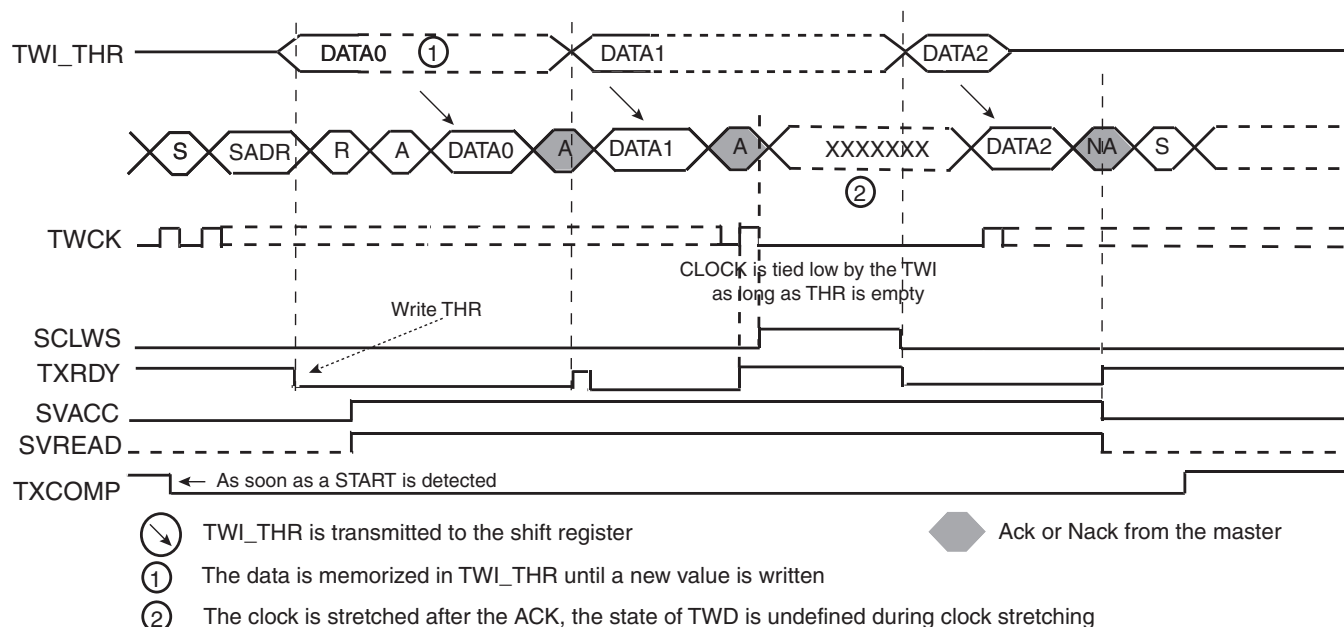 TWI_THR DATA0 1 DATA1 DATA2
S SADR R A DATA0 A DATA1 A XXXXXXX DATA2 NA S
2
TWCK
CLOCK is tied low by the TWI
as long as THR is empty
Write THR
SCLWS
TXRDY
SVACC
SVREAD
TXCOMP As soon as a START is detected
TWI_THR is transmitted to the shift register Ack or Nack from the master
1 The data is memorized in TWI_THR until a new value is written
2 The clock is stretched after the ACK, the state of TWD is undefined during clock stretching